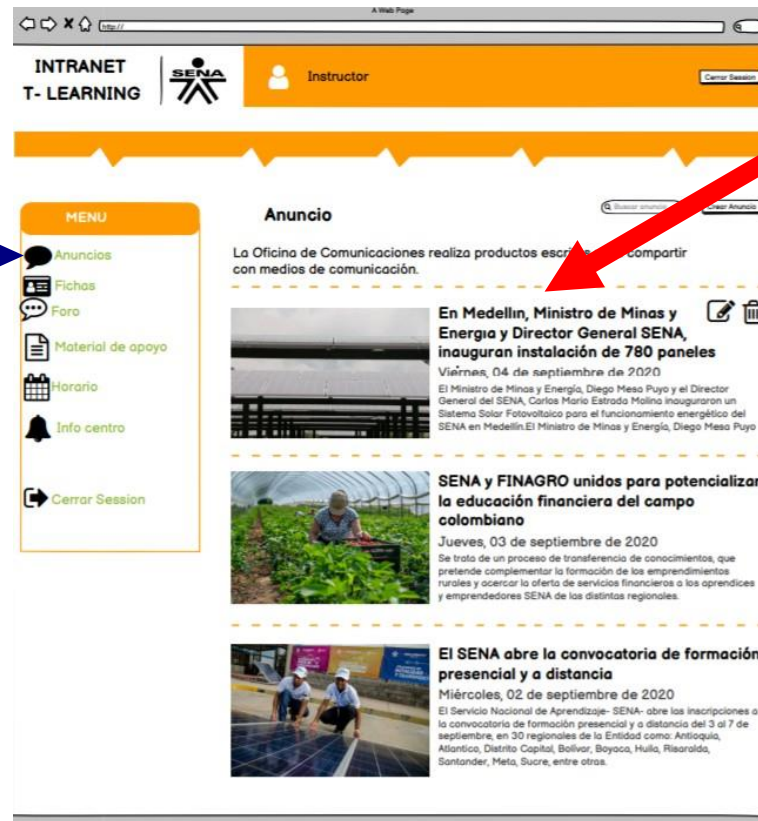 A Web Page
http://
INTRANET
T- LEARNING
SENA
Instructor
Cerrar Session
MENU
Anuncios
Fichas
Foro
Material de apoyo
Horario
Info centro
Cerrar Session
Anuncio
Buscar anuncio
Crear Anuncio
La Oficina de Comunicaciones realiza productos compartir
con medios de comunicación.
En Medellın, Ministro de Minas y
Energıa y Director General SENA,
inauguran instalación de 780 paneles
Viernes, 04 de septiembre de 2020
El Ministro de Minas y Energía, Diego Mesa Puyo y el Director
General del SENA, Carlos Mario Estrada Molina inauguraron un
Sistema Solar Fotovoltaico para el funcionamiento energético del
SENA en Medellín.El Ministro de Minas y Energía, Diego Mesa Puyo
SENA y FINAGRO unidos para potencializar
la educación financiera del campo
colombiano
Jueves, 03 de septiembre de 2020
Se trata de un proceso de transferencia de conocimientos, que
pretende complementar la formación de los emprendimientos
rurales y acercar la oferta de servicios financieros a los aprendices
y emprendedores SENA de las distintas regionales.
El SENA abre la convocatoria de formación
presencial y a distancia
Miércoles, 02 de septiembre de 2020
El Servicio Nacional de Aprendizaje- SENA- abre las inscripciones a
la convocatoria de formación presencial y a distancia del 3 al 7 de
septiembre, en 30 regionales de la Entidad como: Antioquia,
Atlantico, Distrito Capital, Bolívar, Boyaca, Huila, Risaralda,
Santander, Meta, Sucre, entre otras.